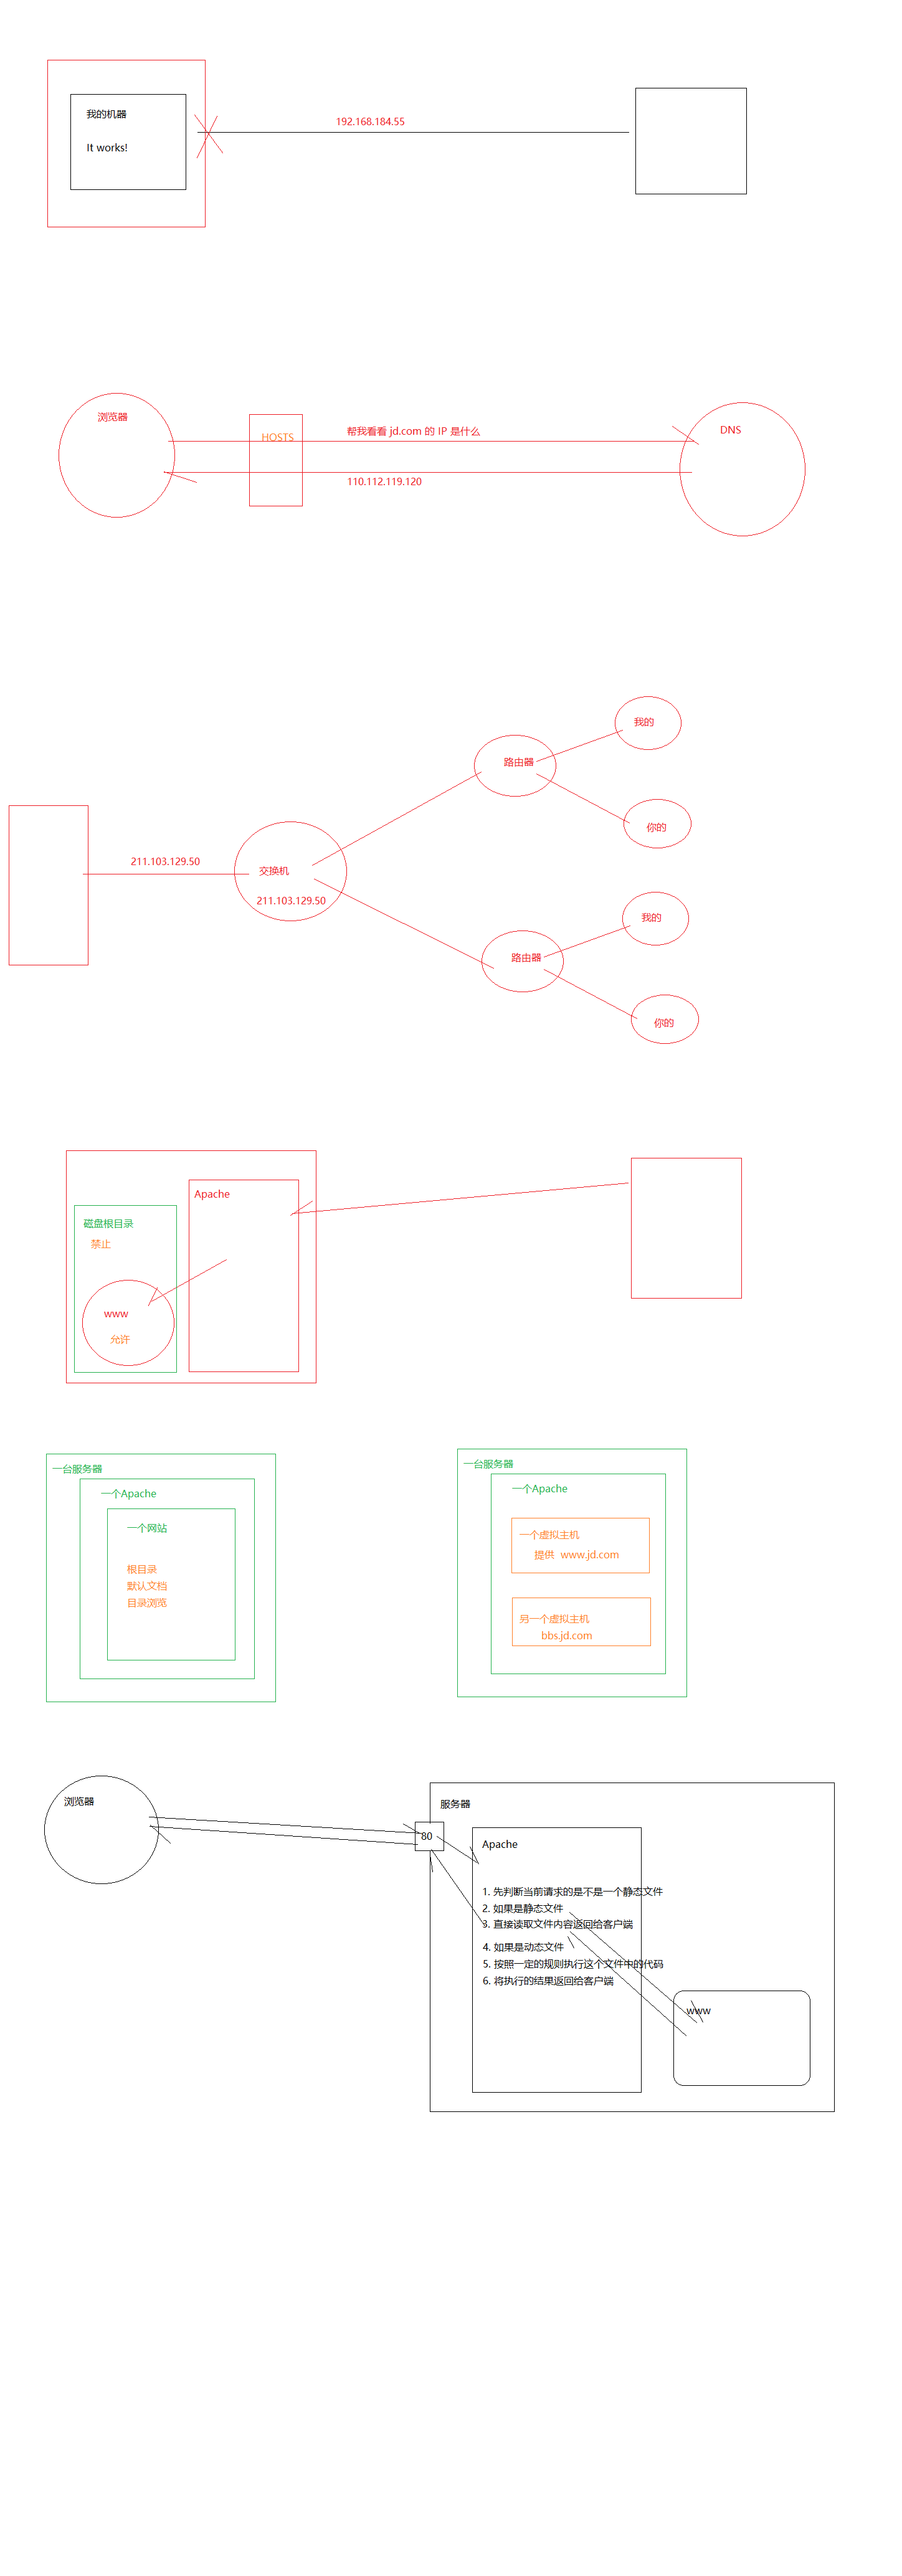 192.168.184.55
我的机器
It works!
浏览器
HOSTS
帮我看看 jd.com 的 IP 是什么
DNS
110.112.119.120
我的
路由器
你的
211.103.129.50
交换机
211.103.129.50
我的
路由器
你的
Apache
磁盘根目录
禁止
www
允许
一台服务器
一个Apache
一个网站
根目录
默认文档
目录浏览
一台服务器
一个Apache
一个虚拟主机
提供 www.jd.com
另一个虚拟主机
bbs.jd.com
浏览器
服务器
80
Apache
1. 先判断当前请求的是不是一个静态文件
2. 如果是静态文件
3. 直接读取文件内容返回给客户端
4. 如果是动态文件
5. 按照一定的规则执行这个文件中的代码
6. 将执行的结果返回给客户端
www